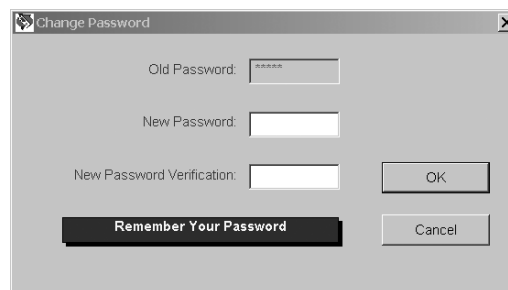 Change Password
Old Password: *****
New Password:
New Password Verification:
OK
Remember Your Password
Cancel